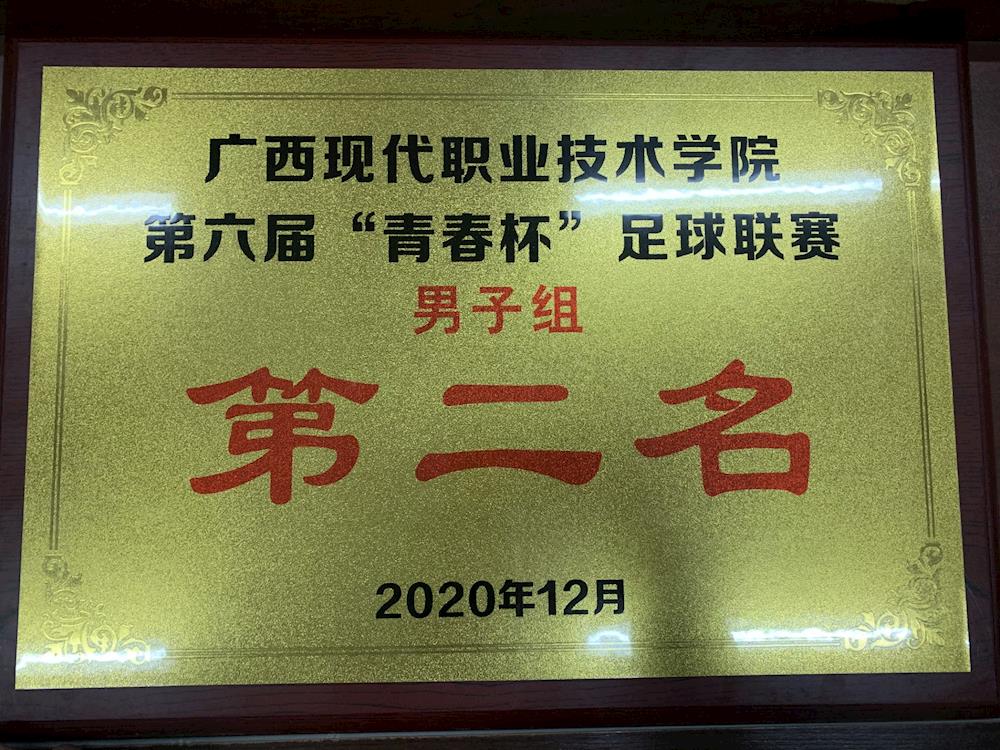 广西现代职业技术学院
第六届“青春杯”足球联赛
男子组
第二名
2020年12月